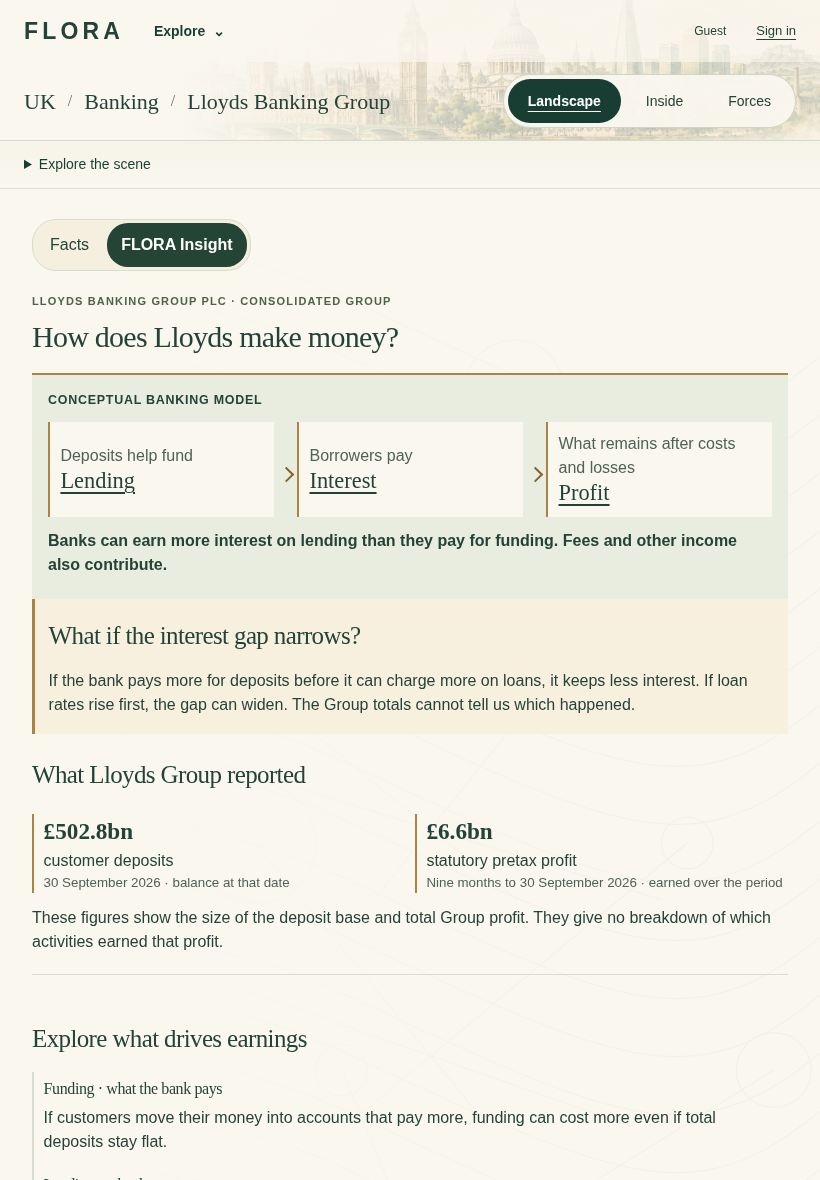 FLORA
Explore
Guest
Sign in
UK / Banking / Lloyds Banking Group
Landscape
Inside
Forces
Explore the scene
Facts
FLORA Insight
LLOYDS BANKING GROUP PLC · CONSOLIDATED GROUP
How does Lloyds make money?
CONCEPTUAL BANKING MODEL
Deposits help fund
Lending
Borrowers pay
Interest
What remains after costs
and losses
Profit
Banks can earn more interest on lending than they pay for funding. Fees and other income
also contribute.
What if the interest gap narrows?
If the bank pays more for deposits before it can charge more on loans, it keeps less interest. If loan
rates rise first, the gap can widen. The Group totals cannot tell us which happened.
What Lloyds Group reported
£502.8bn
customer deposits
30 September 2026 · balance at that date
£6.6bn
statutory pretax profit
Nine months to 30 September 2026 · earned over the period
These figures show the size of the deposit base and total Group profit. They give no breakdown of which
activities earned that profit.
Explore what drives earnings
Funding · what the bank pays
If customers move their money into accounts that pay more, funding can cost more even if total
deposits stay flat.